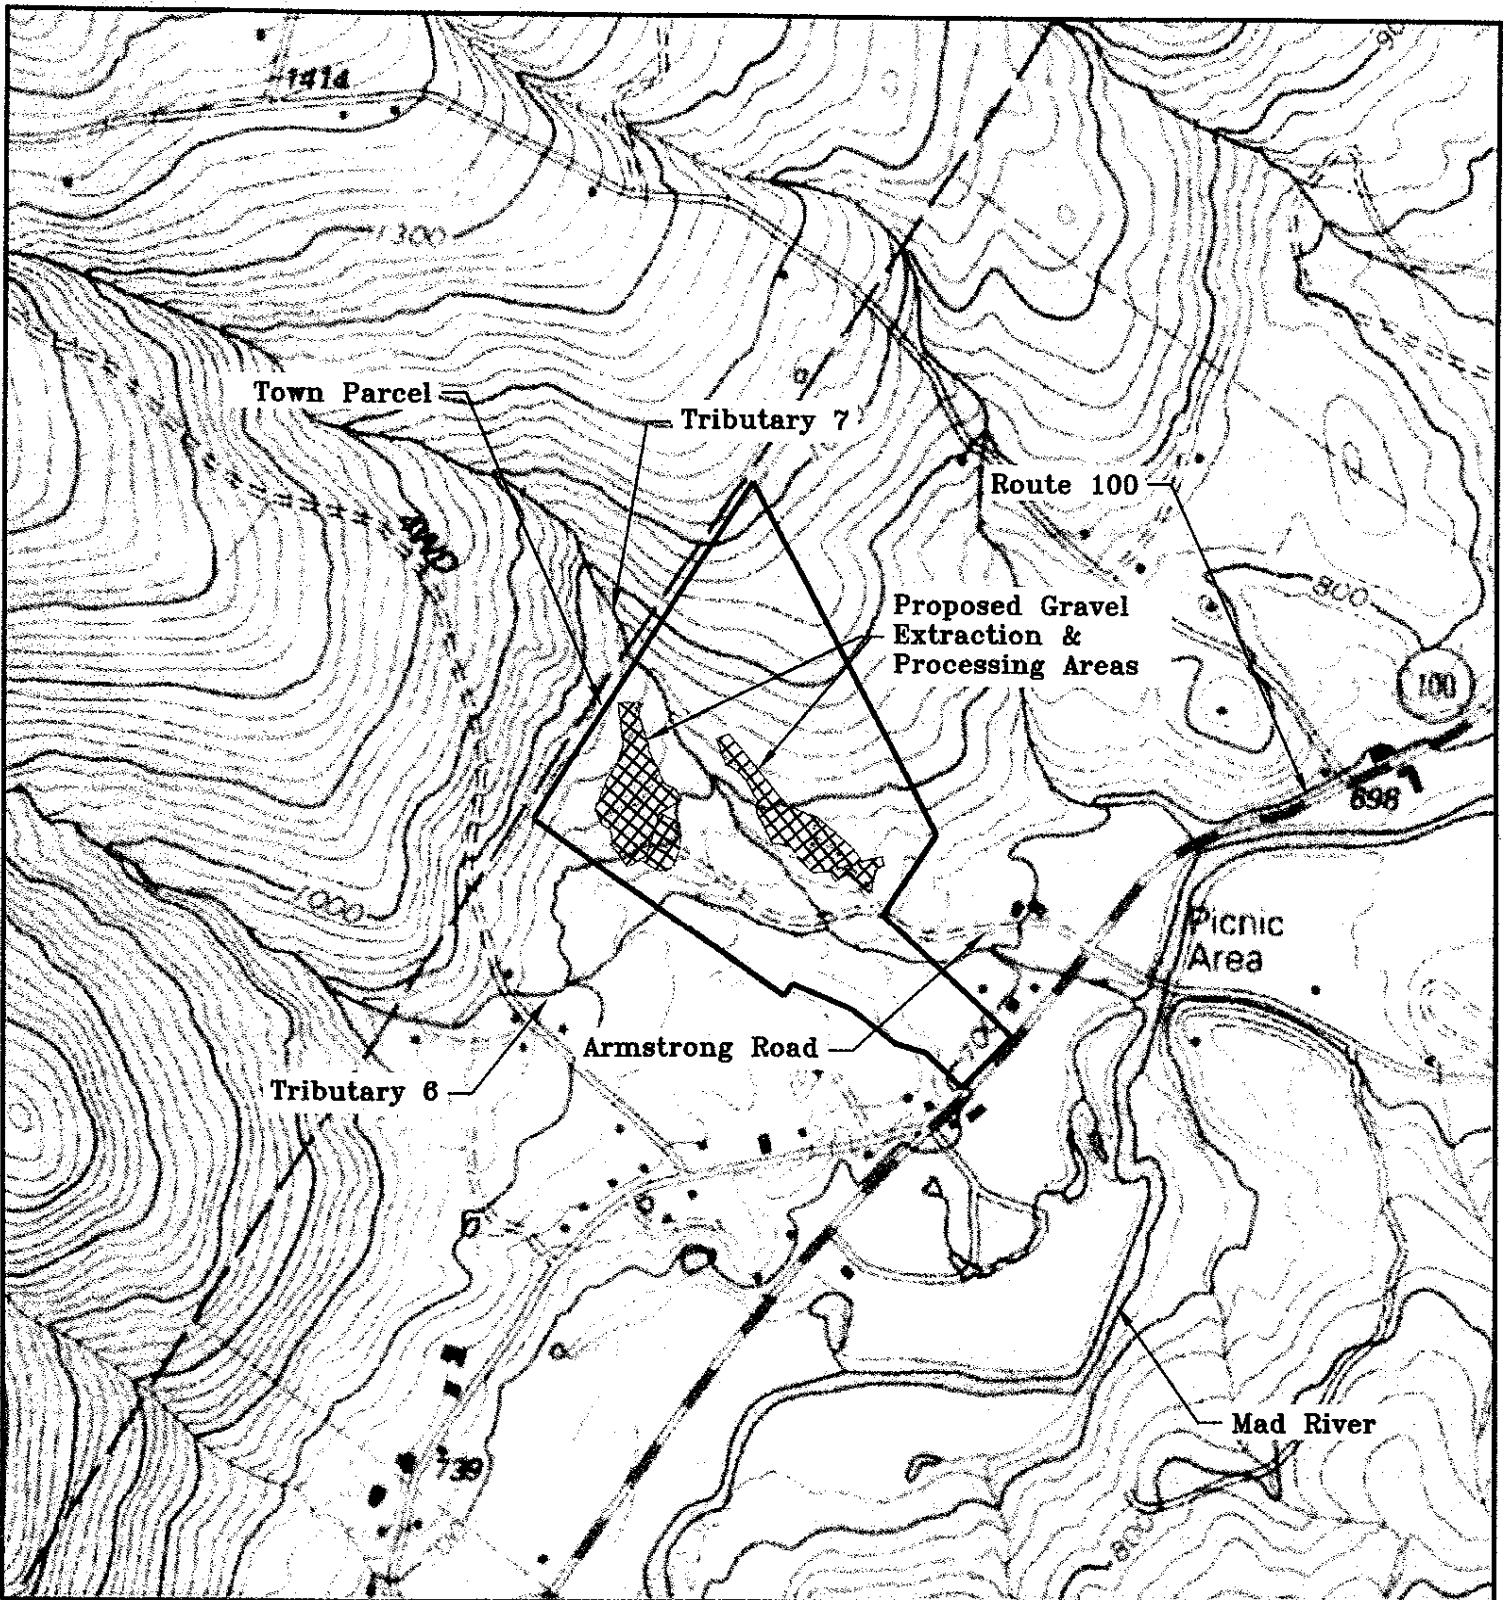 1414
1300
Town Parcel
Tributary 7
Route 100
800
Proposed Gravel
Extraction &
Processing Areas
100
698
1000
Picnic
Area
700
Armstrong Road
Tributary 6
Mad River
739
800